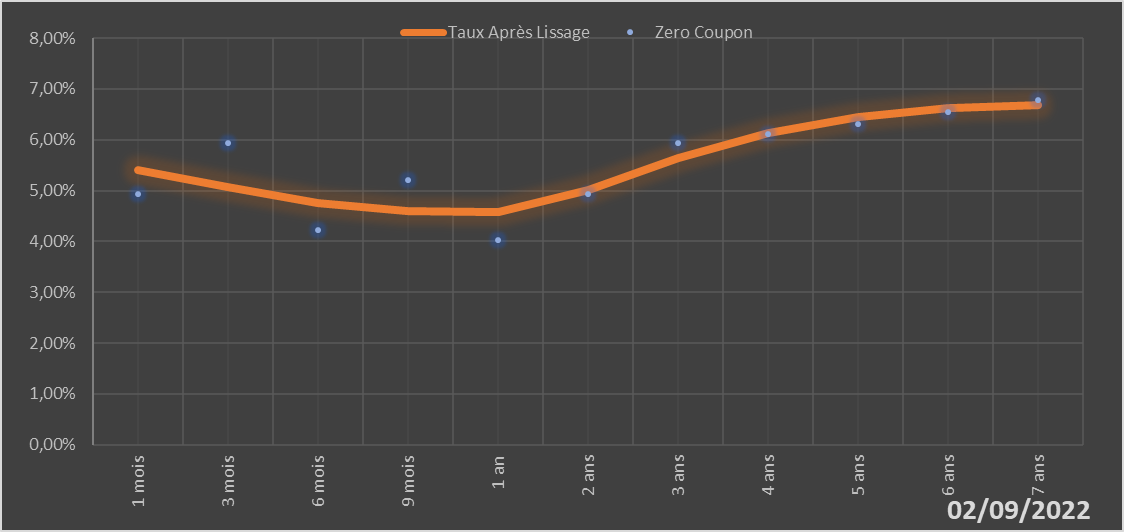 Taux Après Lissage
Zero Coupon
8,00%
7,00%
6,00%
5,00%
4,00%
3,00%
2,00%
1,00%
0,00%
1 mois
3 mois
6 mois
9 mois
1 an
2 ans
3 ans
4 ans
5 ans
6 ans
7 ans
02/09/2022